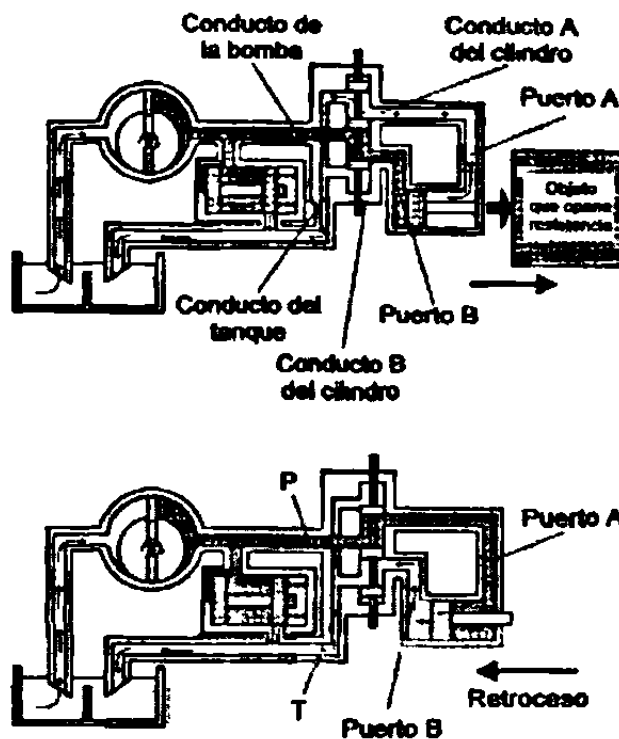 Conducto de
la bomba
Conducto A
del cilindro
Puerto A
Objeto
que opone
resistencia
Conducto del
tanque
Puerto B
Conducto B
del cilindro
P
Puerto A
T
Puerto B
Retroceso